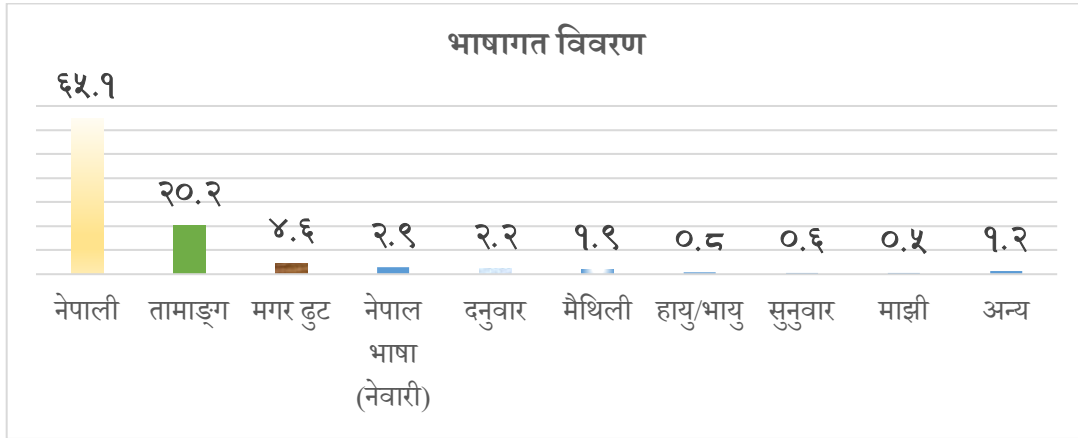 भाषागत विवरण
६५.१
२०.२
४.६
२.९
२.२
१.९
०.८
०.६
०.५
१.२
नेपाली
तामाङ्ग
मगर ढुट
नेपाल
भाषा
(नेवारी)
दनुवार
मैथिली
हायु/भायु
सुनुवार
माझी
अन्य